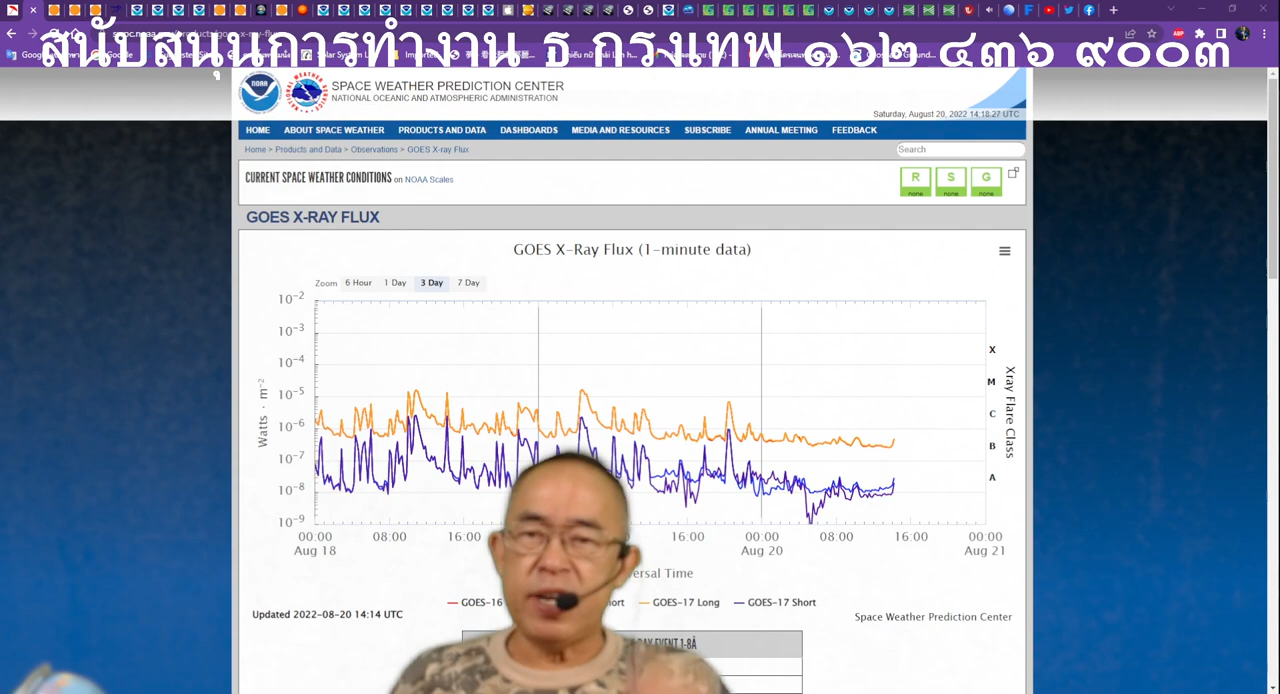 สนับสนุนการทำงาน ธ.กรุงเทพ ๑๖๒ ๔๓๖ ๙๐๐๓
SPACE WEATHER PREDICTION CENTER
NATIONAL OCEANIC AND ATMOSPHERIC ADMINISTRATION
Saturday, August 20, 2022 14:18:27 UTC
HOME ABOUT SPACE WEATHER PRODUCTS AND DATA DASHBOARDS MEDIA AND RESOURCES SUBSCRIBE ANNUAL MEETING FEEDBACK
Home > Products and Data > Observations > GOES X-ray Flux
Search
CURRENT SPACE WEATHER CONDITIONS on NOAA Scales
R S G
none none none
GOES X-RAY FLUX
GOES X-Ray Flux (1-minute data)
Zoom 6 Hour 1 Day 3 Day 7 Day
10⁻²
10⁻³
10⁻⁴
10⁻⁵
10⁻⁶
10⁻⁷
10⁻⁸
10⁻⁹
Watts · m⁻²
X
M
C
B
A
Xray Flare Class
00:00 08:00 16:00 16:00 00:00 08:00 16:00 00:00
Aug 18 Aug 20 Aug 21
ersal Time
GOES-16 ort GOES-17 Long GOES-17 Short
Updated 2022-08-20 14:14 UTC
Space Weather Prediction Center
EVENT 1-8Å